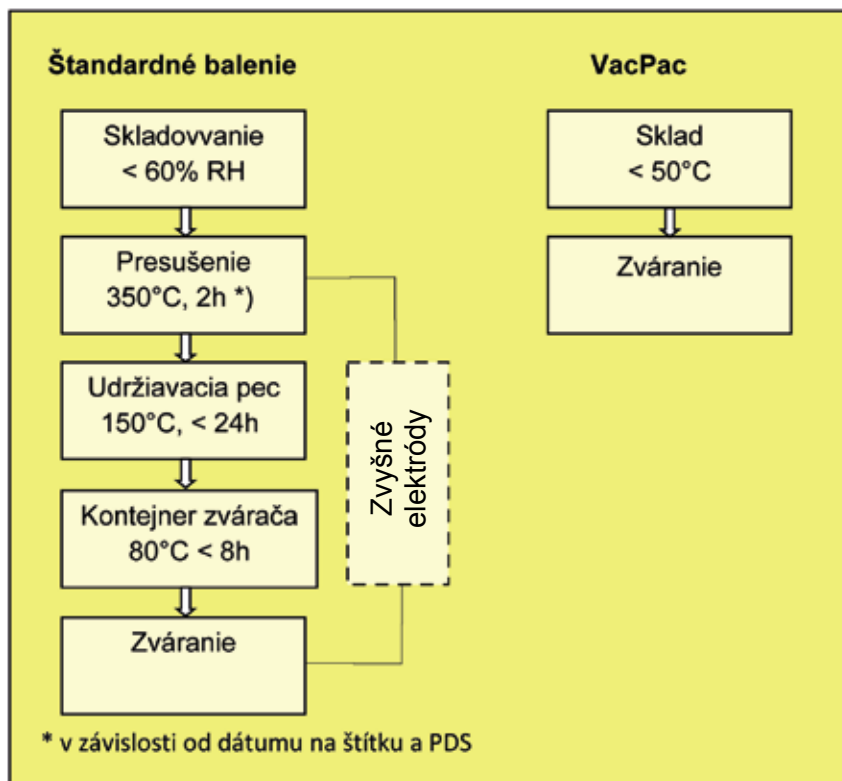 Štandardné balenie
Skladovvanie
< 60% RH
Presušenie
350°C, 2h *)
Udržiavacia pec
150°C, < 24h
Kontejner zvárača
80°C < 8h
Zváranie
Zvyšné
elektródy
VacPac
Sklad
< 50°C
Zváranie
* v závislosti od dátumu na štítku a PDS